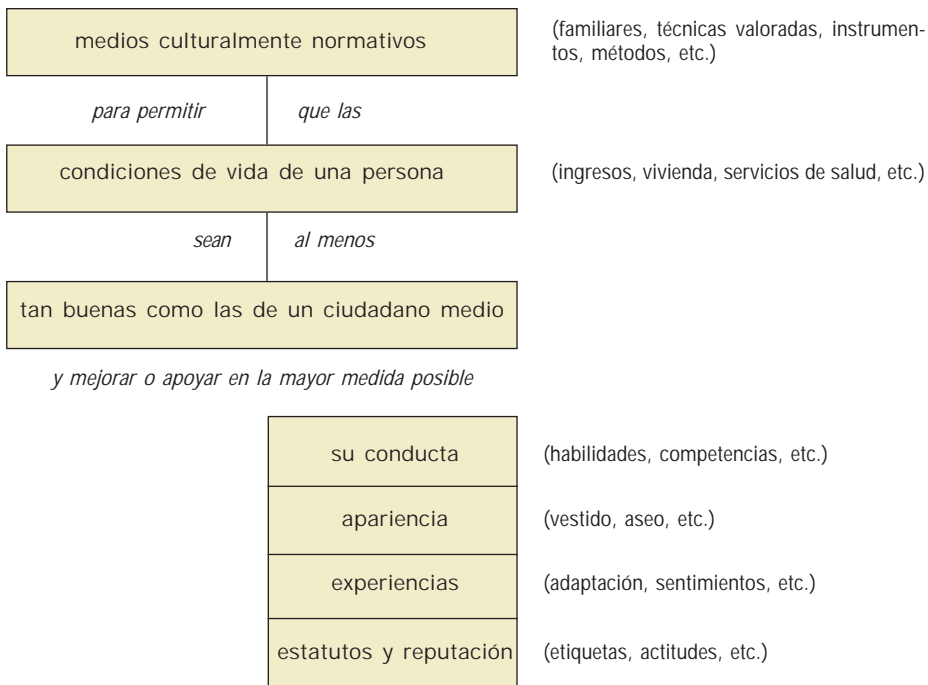 medios culturalmente normativos
(familiares, técnicas valoradas, instrumen-
tos, métodos, etc.)
para permitir que las
condiciones de vida de una persona
(ingresos, vivienda, servicios de salud, etc.)
sean al menos
tan buenas como las de un ciudadano medio
y mejorar o apoyar en la mayor medida posible
su conducta
(habilidades, competencias, etc.)
apariencia
(vestido, aseo, etc.)
experiencias
(adaptación, sentimientos, etc.)
estatutos y reputación
(etiquetas, actitudes, etc.)